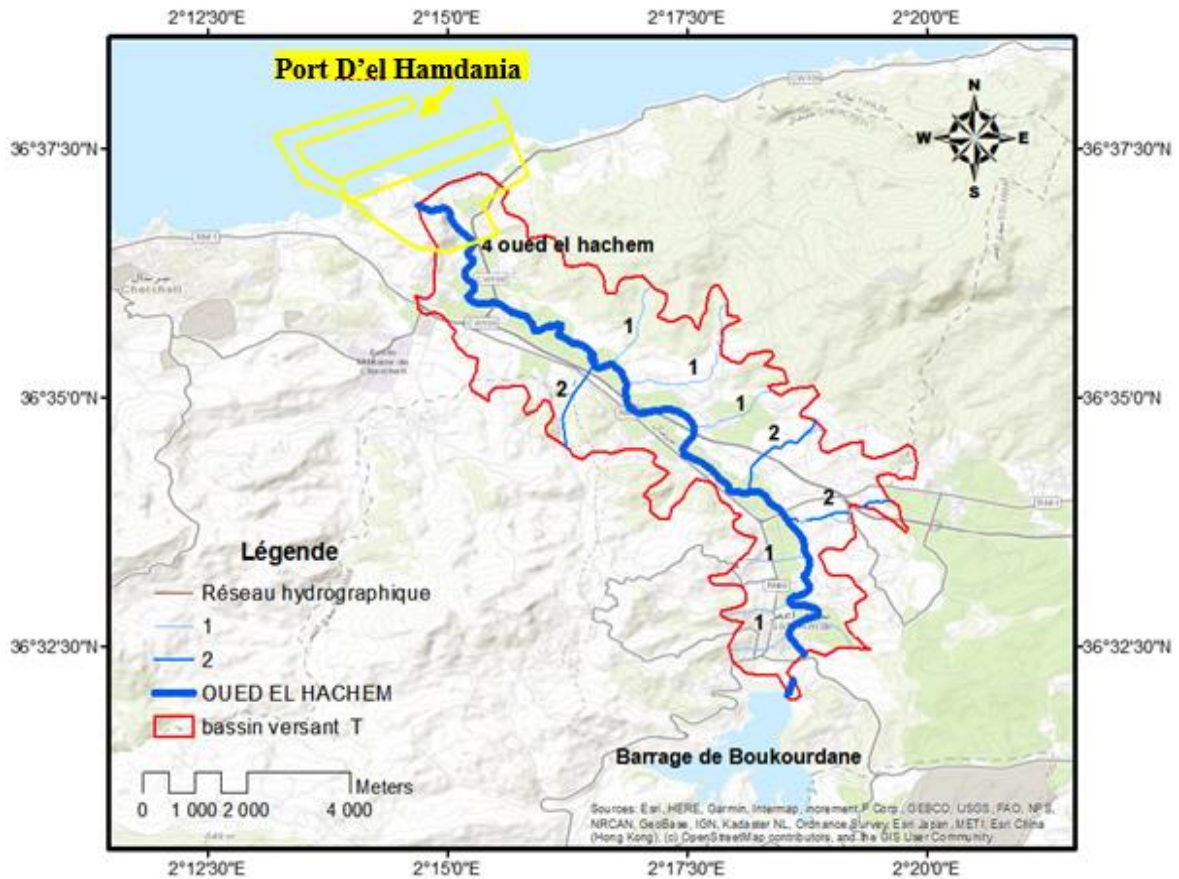 2°12'30"E 2°15'0"E 2°17'30"E 2°20'0"E
Port D'el Hamdania
N
W E
S
36°37'30"N 36°37'30"N
4 oued el hachem
شرشال
Cherchell
1
1
2
1
2
36°35'0"N 36°35'0"N
2
1
1
Légende
Réseau hydrographique
1
2
OUED EL HACHEM
bassin versant T
36°32'30"N 36°32'30"N
Meters
0 1 000 2 000 4 000
Barrage de Boukourdane
Sources: Esri, HERE, Garmin, Intermap, increment P Corp., GEBCO, USGS, FAO, NPS,
NRCAN, GeoBase, IGN, Kadaster NL, Ordnance Survey, Esri Japan, METI, Esri China
(Hong Kong), (c) OpenStreetMap contributors, and the GIS User Community
2°12'30"E 2°15'0"E 2°17'30"E 2°20'0"E